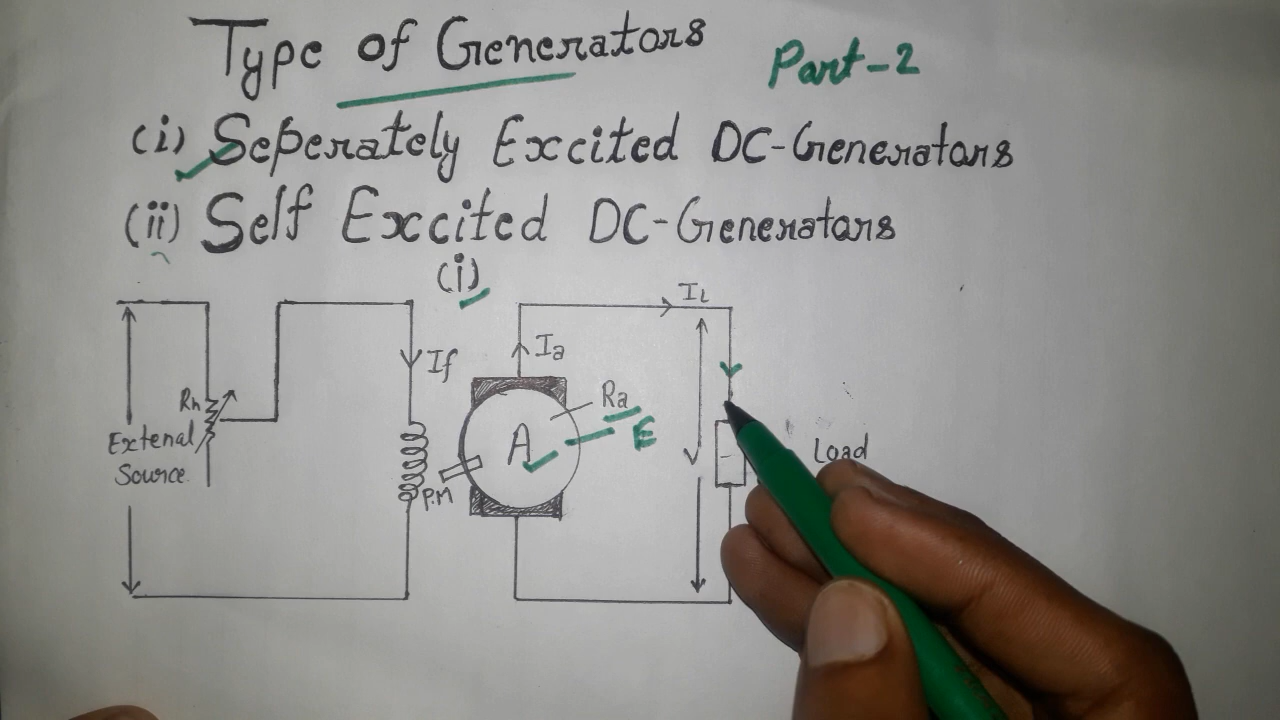 Type of Generators
Part-2
(i) Seperately Excited DC-Generators
(ii) Self Excited DC-Generators
(i)
IL
If
Ia
Rh
Ra
E
A
Extenal
Source
P.M
Load